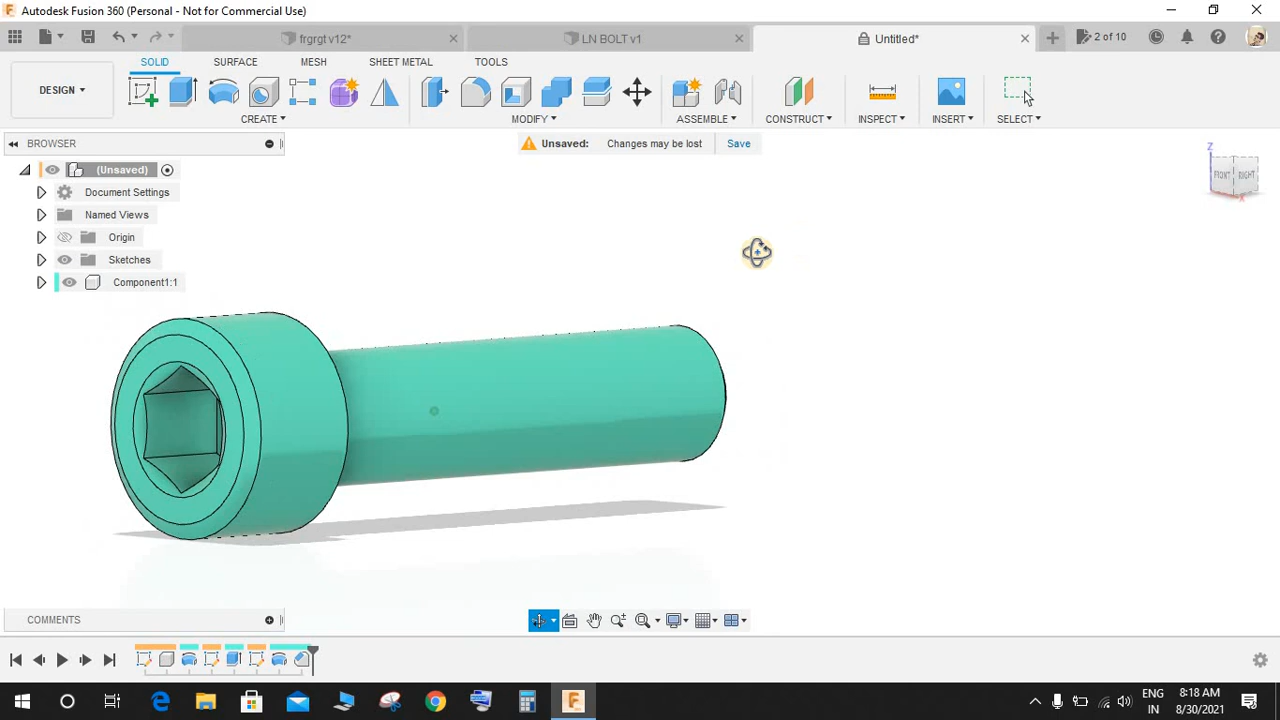 Autodesk Fusion 360 (Personal - Not for Commercial Use)
frgrgt v12*
LN BOLT v1
Untitled*
2 of 10
SOLID SURFACE MESH SHEET METAL TOOLS
DESIGN
CREATE
MODIFY
ASSEMBLE
CONSTRUCT
INSPECT
INSERT
SELECT
BROWSER
Unsaved: Changes may be lost Save
(Unsaved)
Document Settings
Named Views
Origin
Sketches
Component1:1
Z
FRONT RIGHT
X
COMMENTS
ENG 8:18 AM
IN 8/30/2021